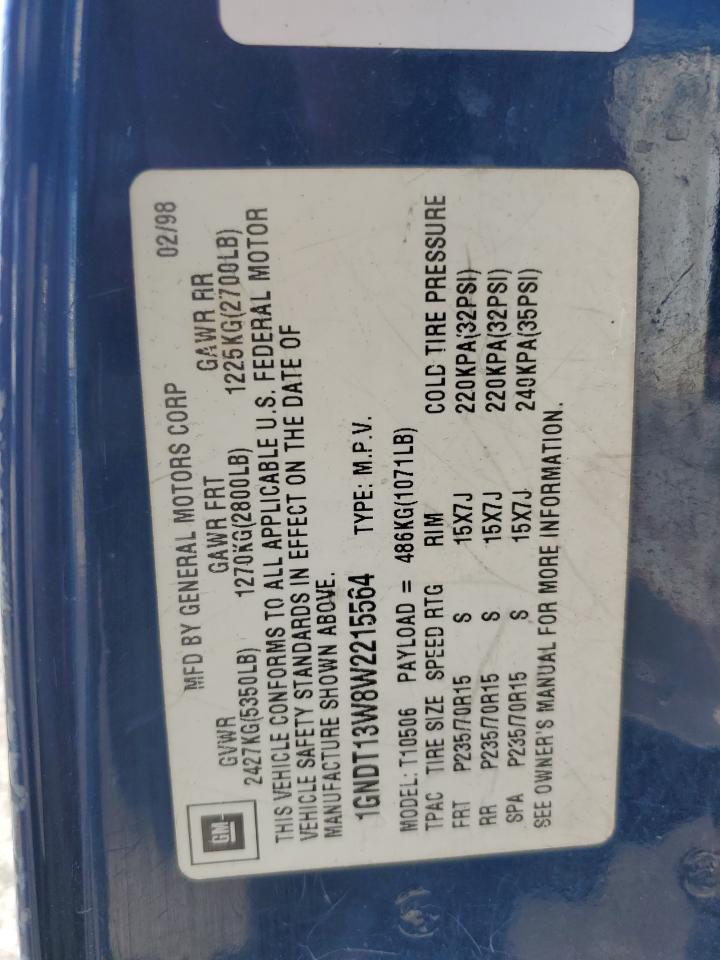 GM
MFD BY GENERAL MOTORS CORP 02/98
GVWR GAWR FRT GAWR RR
2427KG(5350LB) 1270KG(2800LB) 1225KG(2700LB)
THIS VEHICLE CONFORMS TO ALL APPLICABLE U.S. FEDERAL MOTOR
VEHICLE SAFETY STANDARDS IN EFFECT ON THE DATE OF
MANUFACTURE SHOWN ABOVE.
1GNDT13W8W2215564 TYPE: M.P.V.
MODEL: T10506 PAYLOAD = 486KG(1071LB)
TPAC TIRE SIZE SPEED RTG RIM COLD TIRE PRESSURE
FRT P235/70R15 S 15X7J 220KPA(32PSI)
RR P235/70R15 S 15X7J 220KPA(32PSI)
SPA P235/70R15 S 15X7J 240KPA(35PSI)
SEE OWNER'S MANUAL FOR MORE INFORMATION.